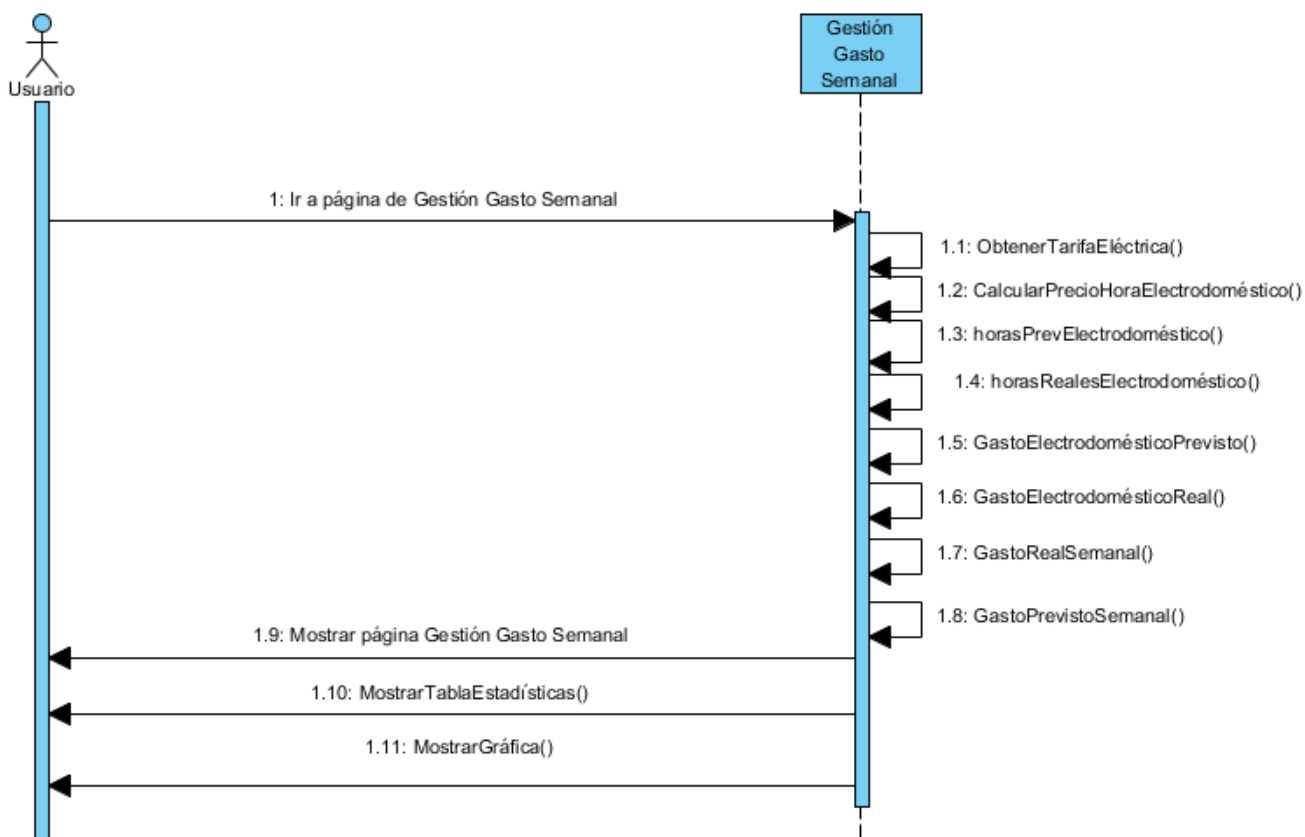 Usuario
Gestión
Gasto
Semanal
1: Ir a página de Gestión Gasto Semanal
1.1: ObtenerTarifaEléctrica()
1.2: CalcularPrecioHoraElectrodoméstico()
1.3: horasPrevElectrodoméstico()
1.4: horasRealesElectrodoméstico()
1.5: GastoElectrodomésticoPrevisto()
1.6: GastoElectrodomésticoReal()
1.7: GastoRealSemanal()
1.8: GastoPrevistoSemanal()
1.9: Mostrar página Gestión Gasto Semanal
1.10: MostrarTablaEstadísticas()
1.11: MostrarGráfica()